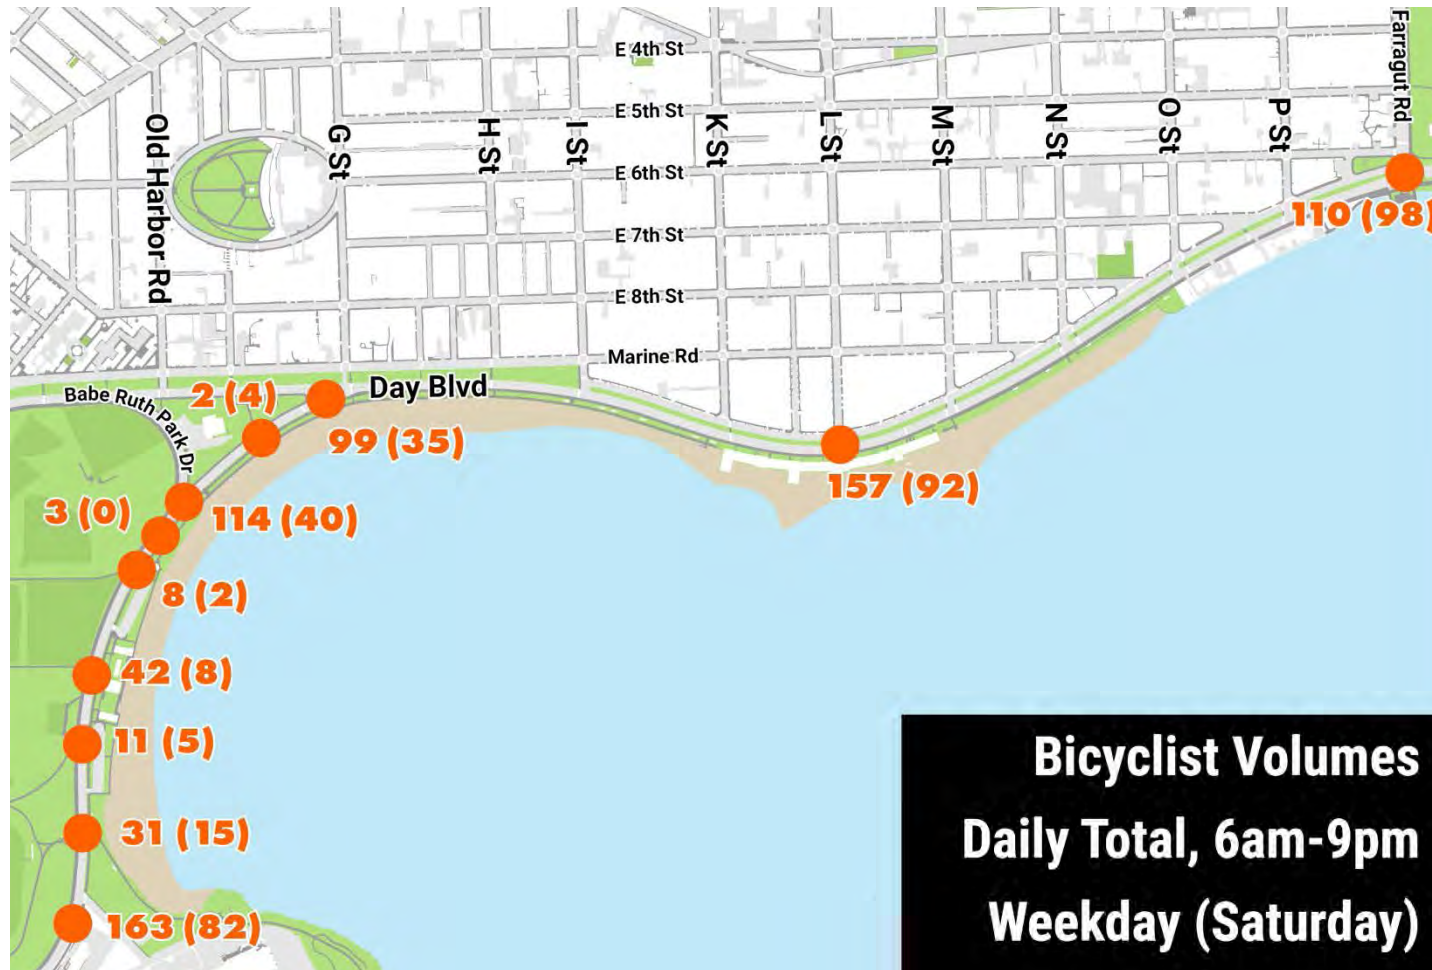 E 4th St
Farragut Rd
E 5th St
Old Harbor Rd
G St
H St
I St
K St
L St
M St
N St
O St
P St
E 6th St
110 (98)
E 7th St
E 8th St
Marine Rd
Babe Ruth Park Dr
2 (4)
Day Blvd
99 (35)
157 (92)
3 (0)
114 (40)
8 (2)
42 (8)
11 (5)
31 (15)
163 (82)
Bicyclist Volumes
Daily Total, 6am-9pm
Weekday (Saturday)